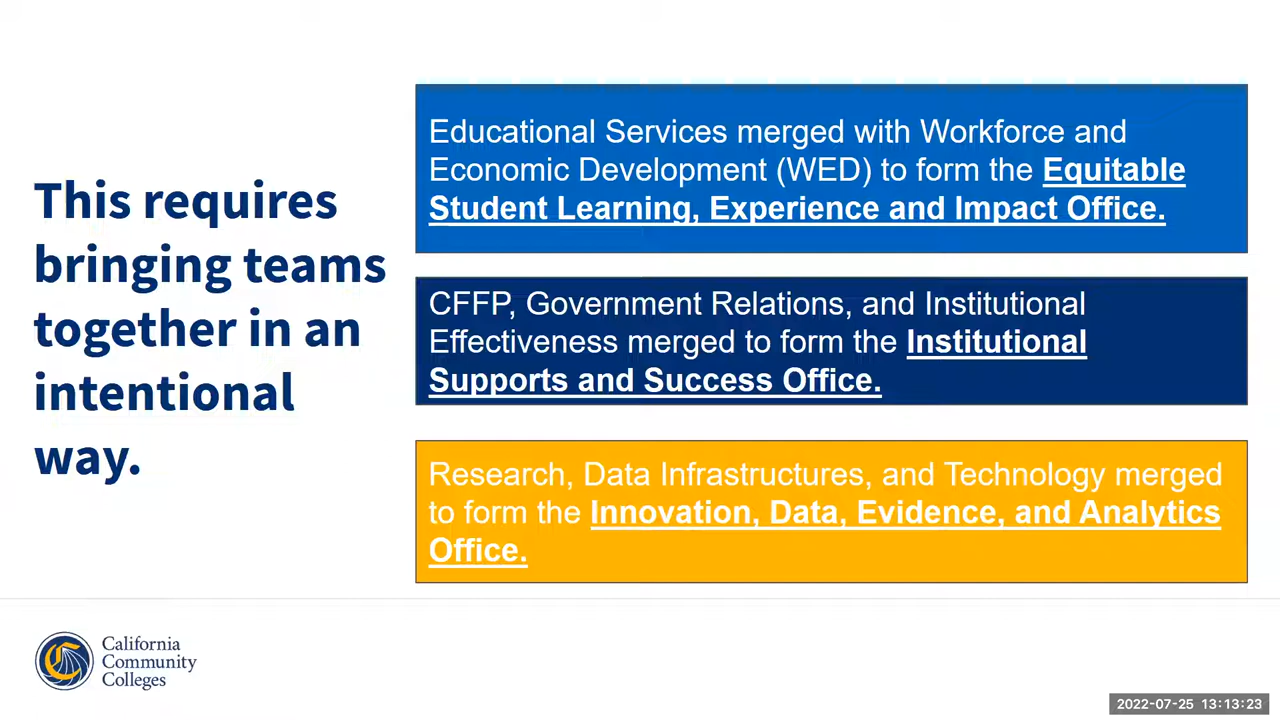 This requires
bringing teams
together in an
intentional
way.
Educational Services merged with Workforce and
Economic Development (WED) to form the Equitable
Student Learning, Experience and Impact Office.
CFFP, Government Relations, and Institutional
Effectiveness merged to form the Institutional
Supports and Success Office.
Research, Data Infrastructures, and Technology merged
to form the Innovation, Data, Evidence, and Analytics
Office.
California
Community
Colleges
2022-07-25 13:13:23